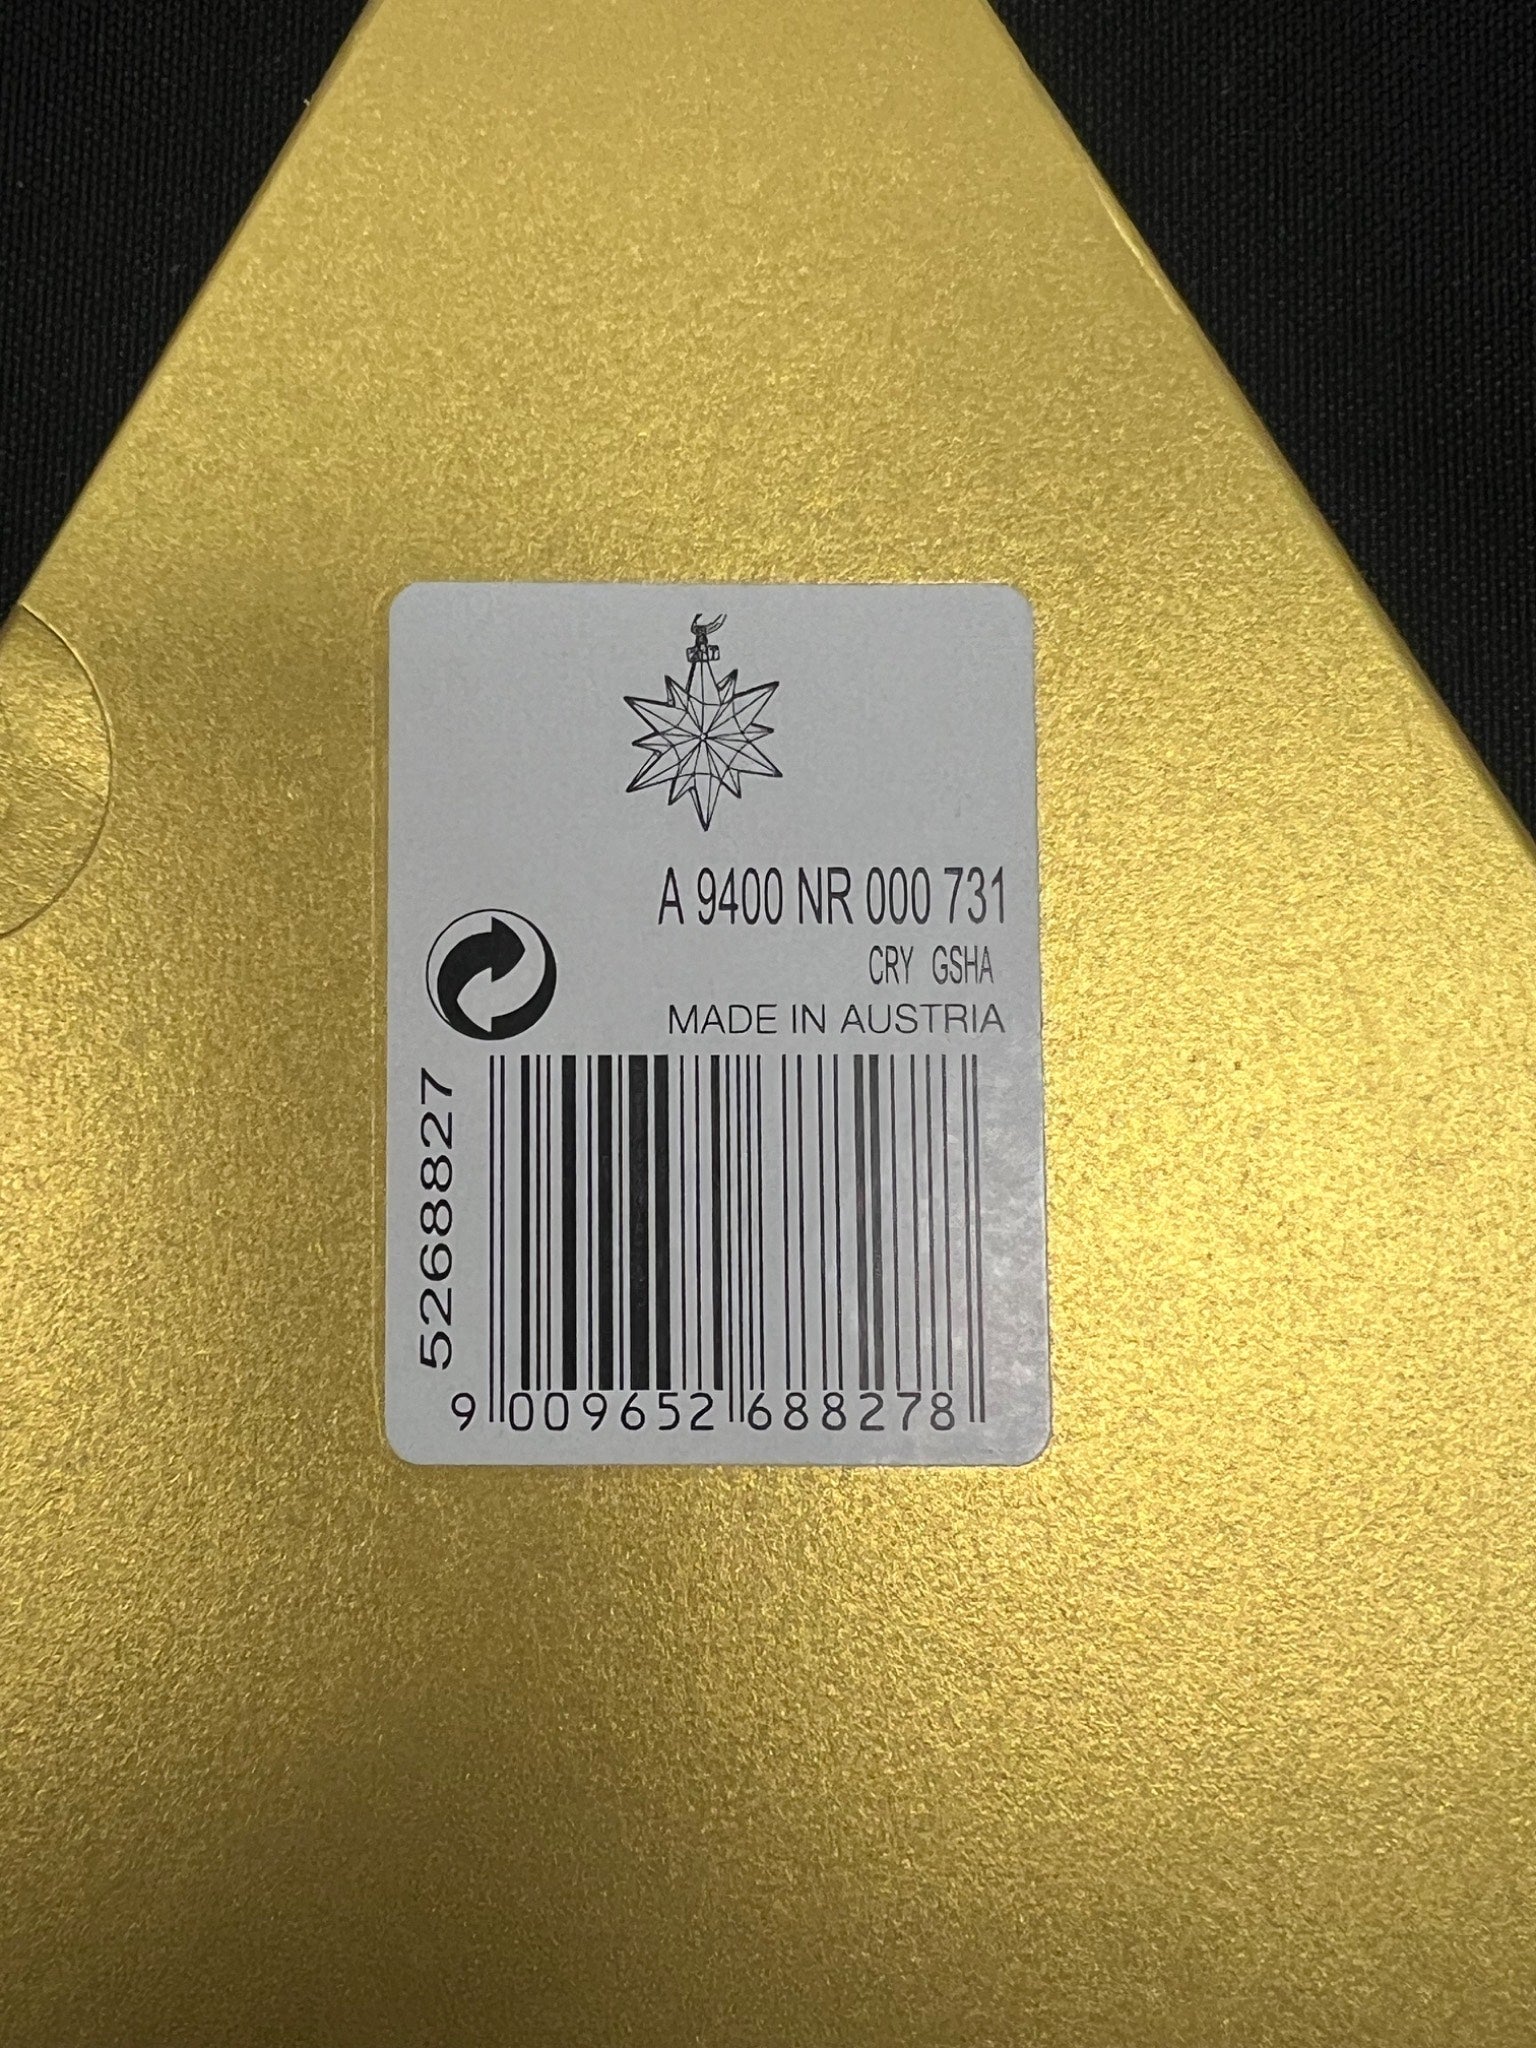 A 9400 NR 000 731
CRY GSHA
MADE IN AUSTRIA
5268827
9 009652 688278